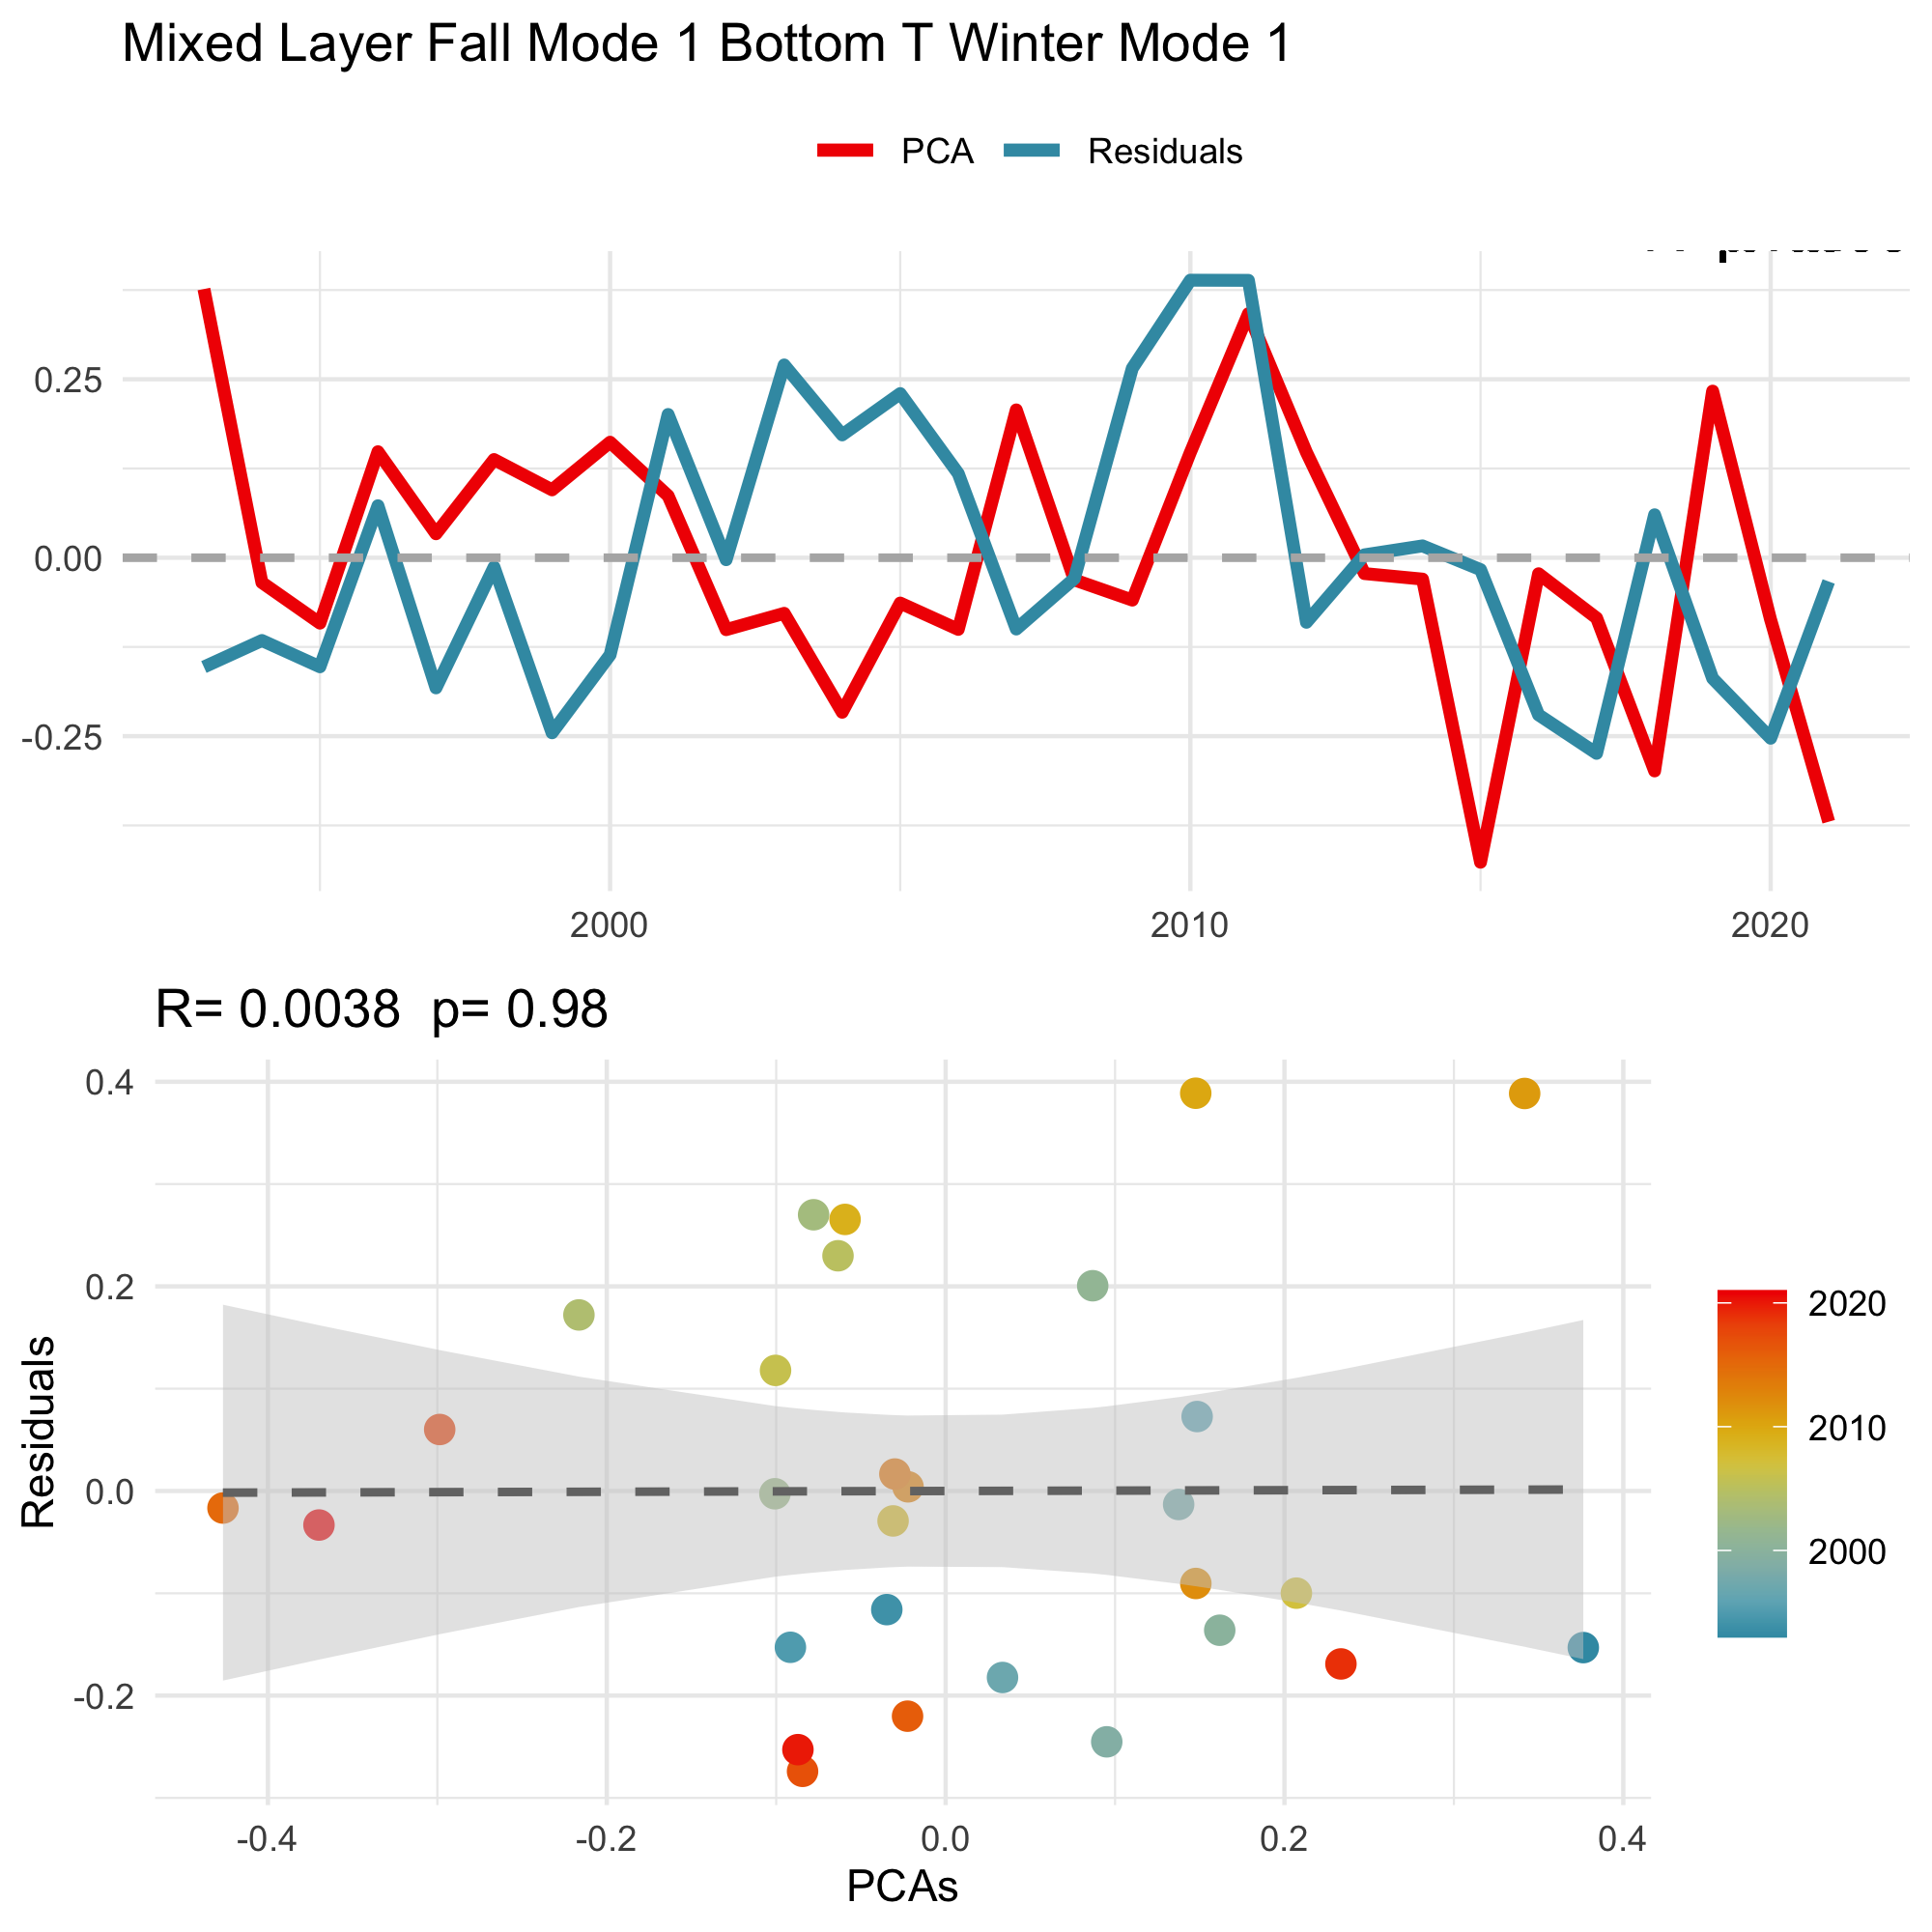 Mixed Layer Fall Mode 1 Bottom T Winter Mode 1
PCA Residuals
0.25
0.00
-0.25
2000 2010 2020
R= 0.0038 p= 0.98
0.4
0.2
0.0
-0.2
Residuals
-0.4 -0.2 0.0 0.2 0.4
PCAs
2020
2010
2000